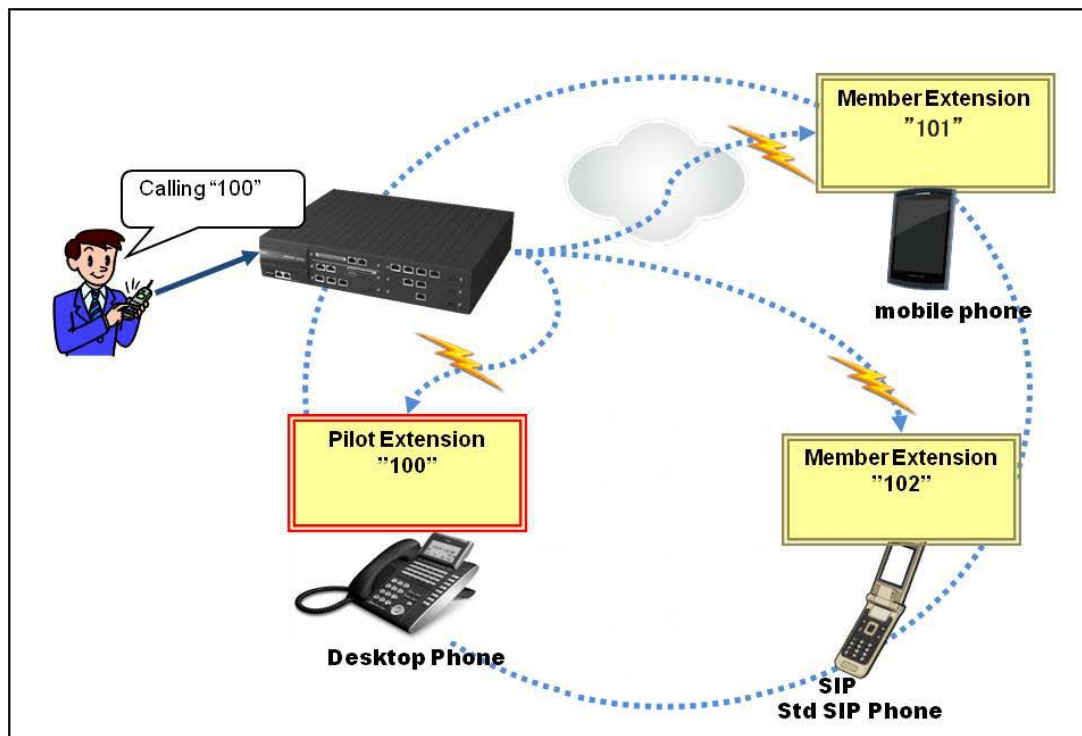 Calling “100”
Member Extension
”101”
mobile phone
Pilot Extension
”100”
Desktop Phone
Member Extension
”102”
SIP
Std SIP Phone